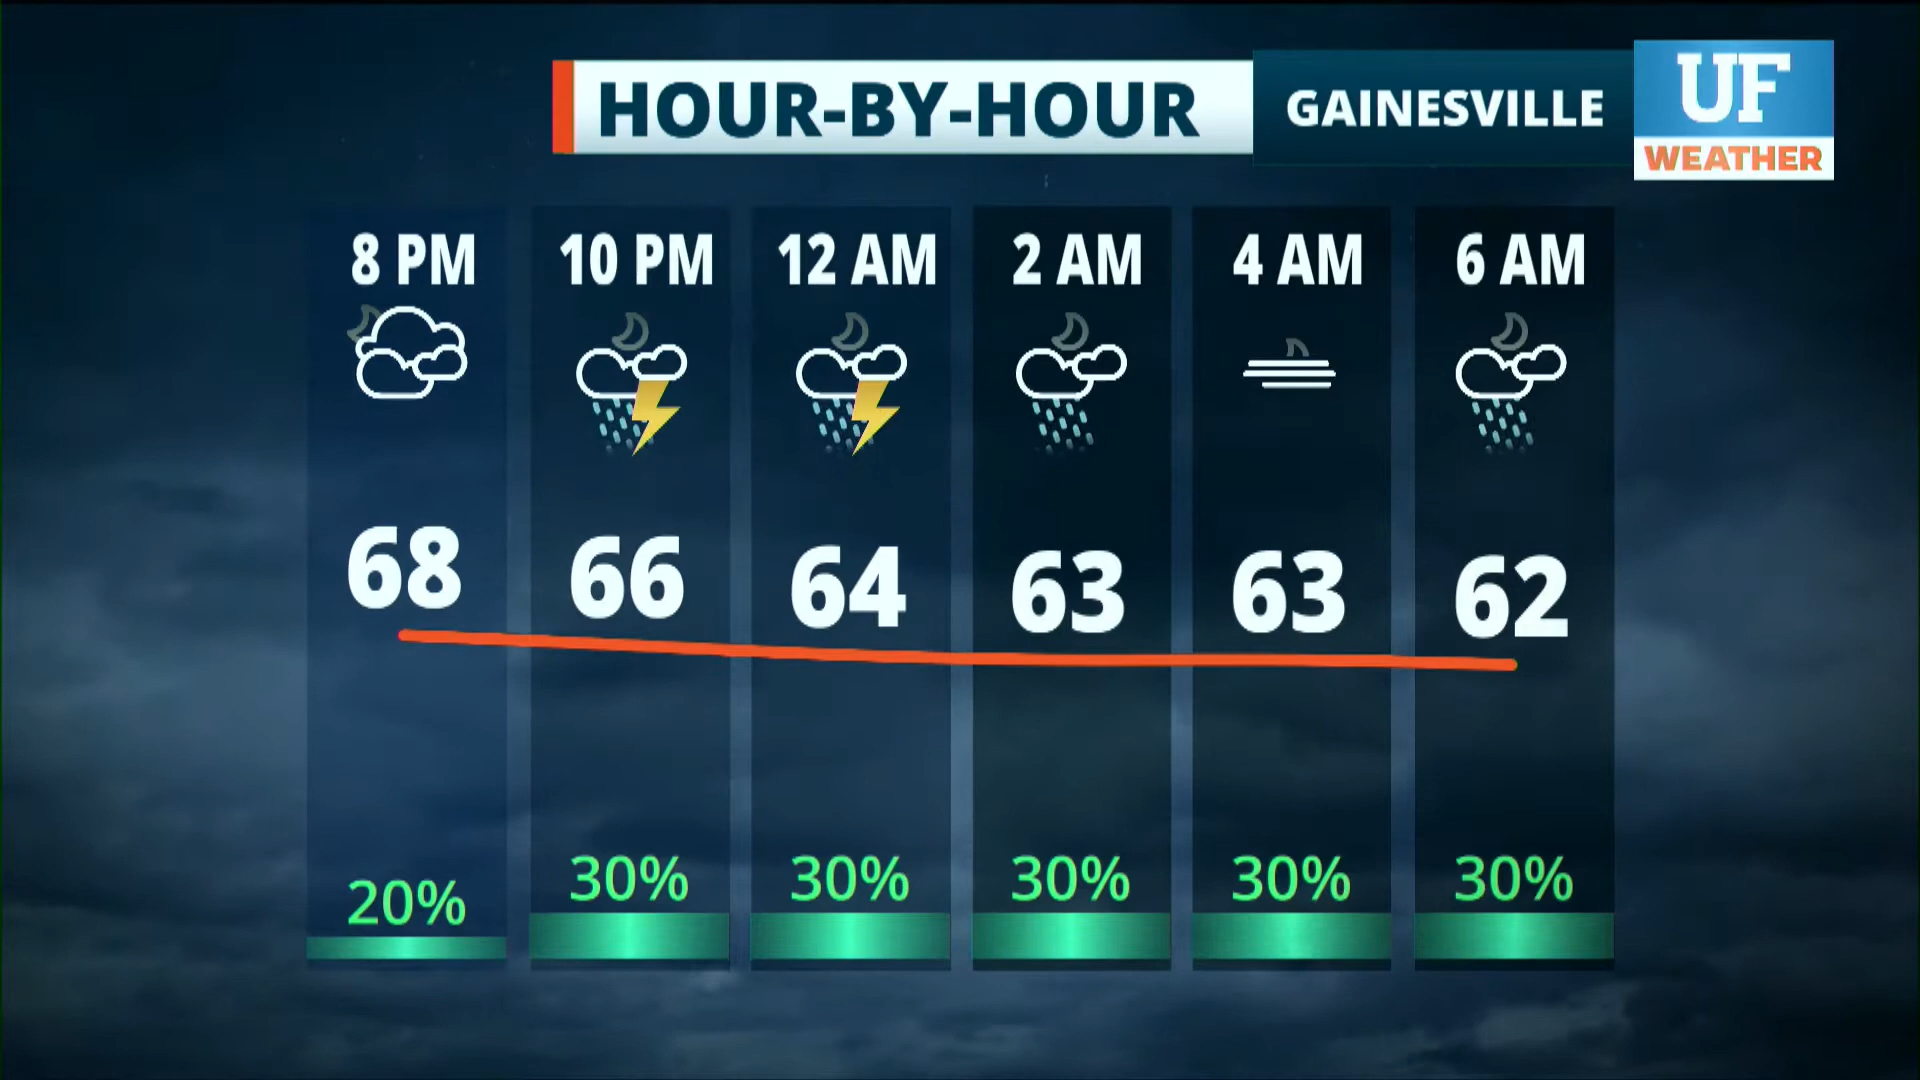 HOUR-BY-HOUR
GAINESVILLE
UF
WEATHER
8 PM 10 PM 12 AM 2 AM 4 AM 6 AM
68 66 64 63 63 62
20% 30% 30% 30% 30% 30%